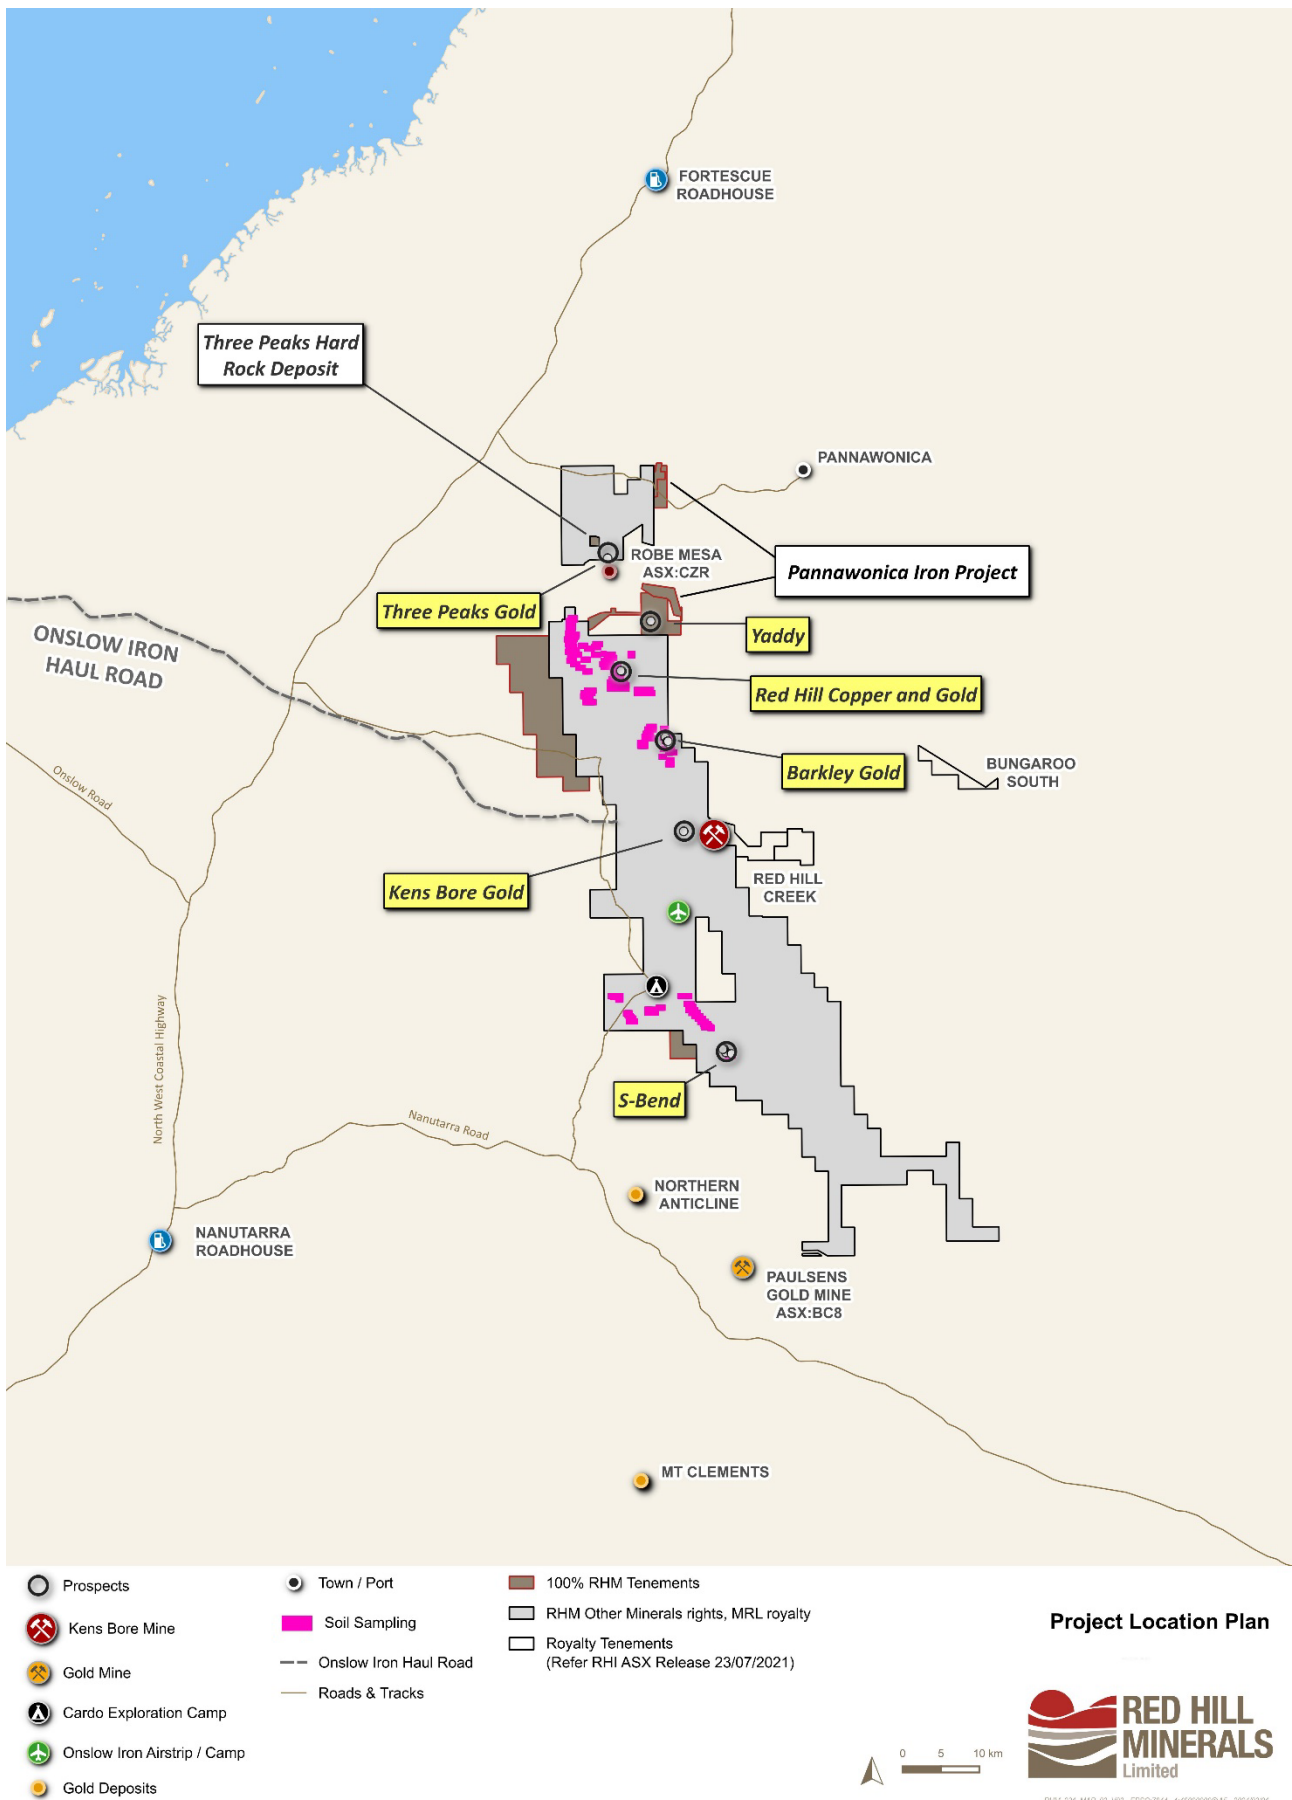 FORTESCUE
ROADHOUSE
Three Peaks Hard
Rock Deposit
PANNAWONICA
ROBE MESA
ASX:CZR
Pannawonica Iron Project
Three Peaks Gold
Yaddy
ONSLOW IRON
HAUL ROAD
Red Hill Copper and Gold
Barkley Gold
BUNGAROO
SOUTH
Onslow Road
Kens Bore Gold
RED HILL
CREEK
North West Coastal Highway
S-Bend
Nanutarra Road
NORTHERN
ANTICLINE
NANUTARRA
ROADHOUSE
PAULSENS
GOLD MINE
ASX:BC8
MT CLEMENTS
Prospects
Kens Bore Mine
Gold Mine
Cardo Exploration Camp
Onslow Iron Airstrip / Camp
Gold Deposits
Town / Port
Soil Sampling
Onslow Iron Haul Road
Roads & Tracks
100% RHM Tenements
RHM Other Minerals rights, MRL royalty
Royalty Tenements
(Refer RHI ASX Release 23/07/2021)
Project Location Plan
0 5 10 km
RED HILL
MINERALS
Limited